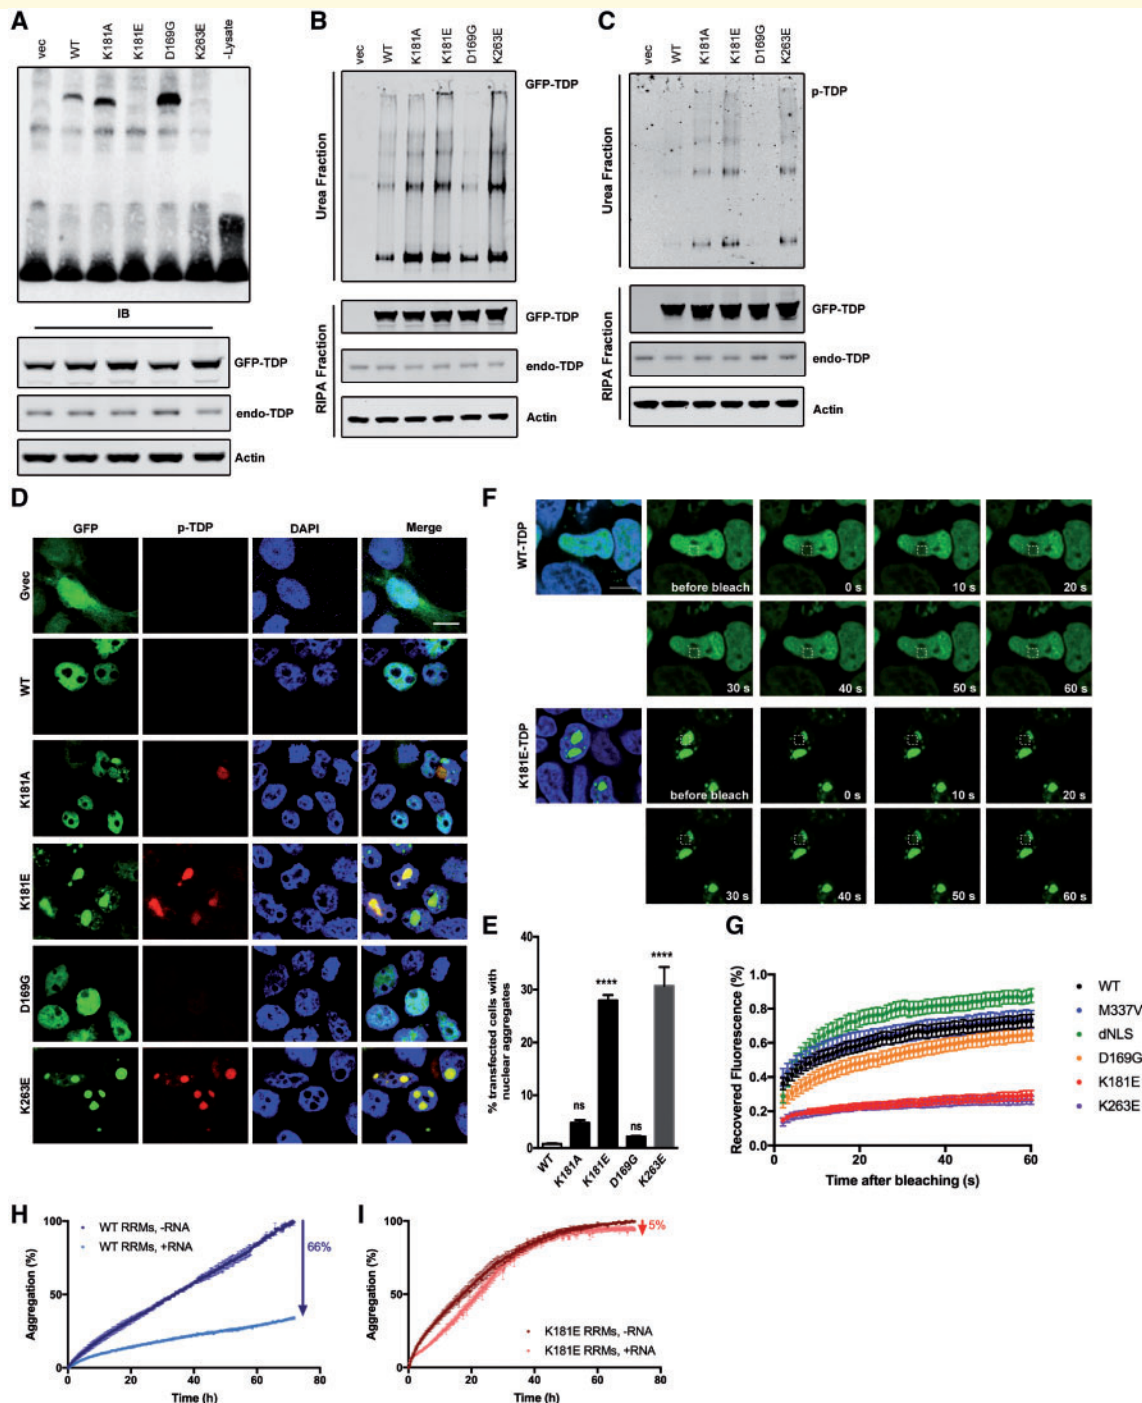 A
vec
WT
K181A
K181E
D169G
K263E
-Lysate
IB
GFP-TDP
endo-TDP
Actin
B
vec
WT
K181A
K181E
D169G
K263E
Urea Fraction
GFP-TDP
RIPA Fraction
GFP-TDP
endo-TDP
Actin
C
vec
WT
K181A
K181E
D169G
K263E
Urea Fraction
p-TDP
RIPA Fraction
GFP-TDP
endo-TDP
Actin
D
GFP
p-TDP
DAPI
Merge
Gvec
WT
K181A
K181E
D169G
K263E
F
WT-TDP
before bleach
0 s
10 s
20 s
30 s
40 s
50 s
60 s
K181E-TDP
before bleach
0 s
10 s
20 s
30 s
40 s
50 s
60 s
E
% transfected cells with
nuclear aggregates
40
30
20
10
0
ns
****
ns
****
WT
K181A
K181E
D169G
K263E
G
Recovered Fluorescence (%)
1.0
0.8
0.6
0.4
0.2
0.0
0
20
40
60
Time after bleaching (s)
WT
M337V
dNLS
D169G
K181E
K263E
H
Aggregation (%)
100
50
0
0
20
40
60
80
Time (h)
WT RRMs, -RNA
WT RRMs, +RNA
66%
I
Aggregation (%)
100
50
0
0
20
40
60
80
Time (h)
K181E RRMs, -RNA
K181E RRMs, +RNA
5%